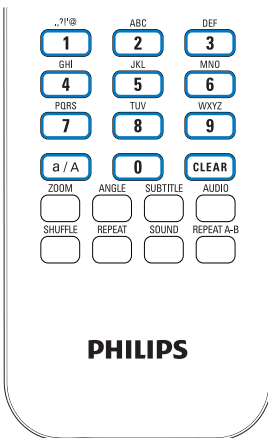 .,?!'@ ABC DEF
1 2 3
GHI JKL MNO
4 5 6
PQRS TUV WXYZ
7 8 9
a / A 0 CLEAR
ZOOM ANGLE SUBTITLE AUDIO
SHUFFLE REPEAT SOUND REPEAT A-B
PHILIPS